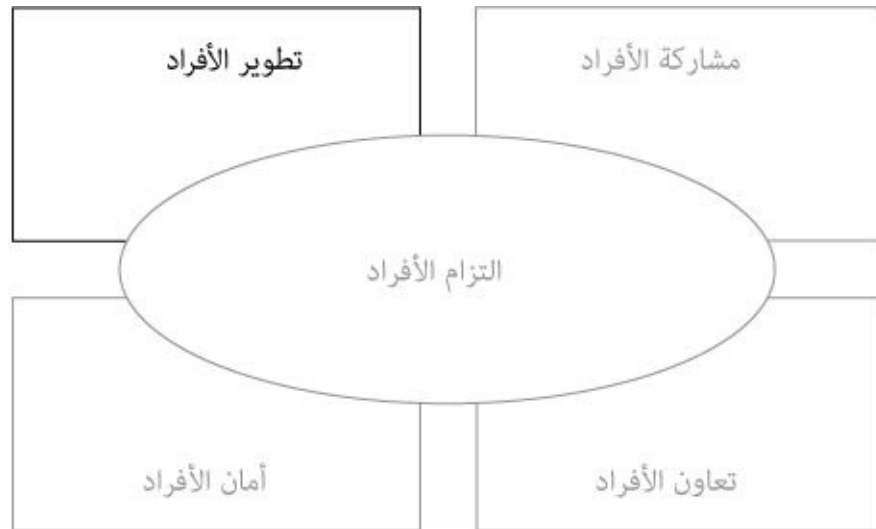 مشاركة الأفراد
تطوير الأفراد
التزام الأفراد
تعاون الأفراد
أمان الأفراد